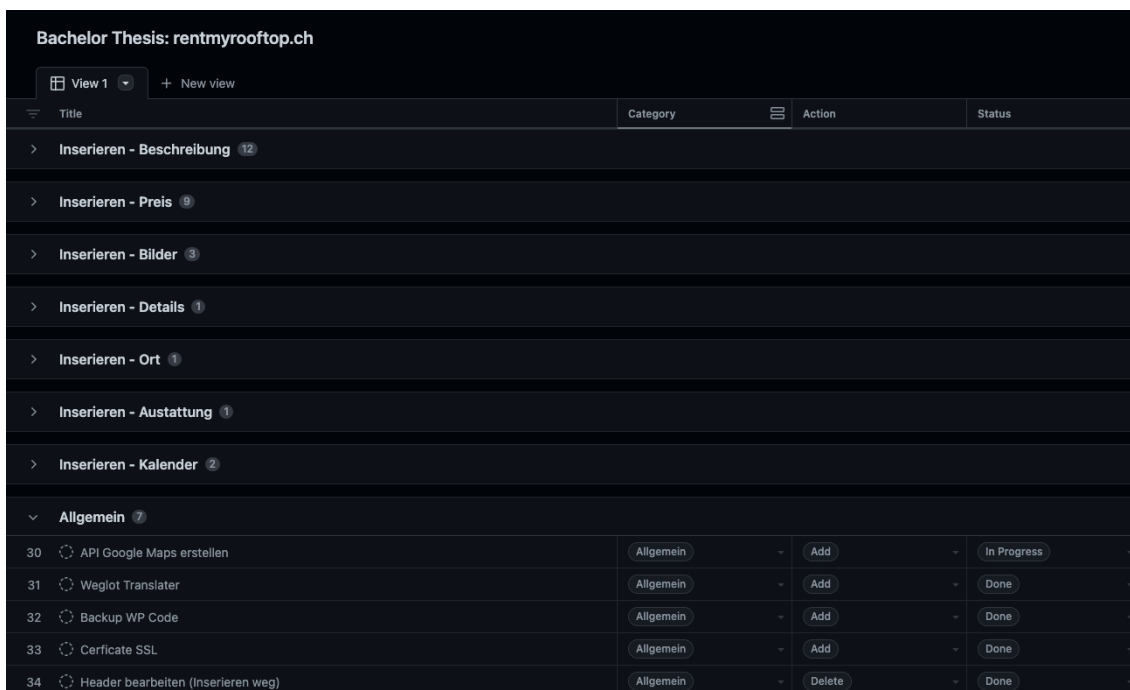 Bachelor Thesis: rentmyrooftop.ch
View 1 + New view
Title Category Action Status
Inserieren - Beschreibung 12
Inserieren - Preis 9
Inserieren - Bilder 3
Inserieren - Details 1
Inserieren - Ort 1
Inserieren - Austattung 1
Inserieren - Kalender 2
Allgemein 7
30 API Google Maps erstellen Allgemein Add In Progress
31 Weglot Translater Allgemein Add Done
32 Backup WP Code Allgemein Add Done
33 Cerficate SSL Allgemein Add Done
34 Header bearbeiten (Inserieren weg) Allgemein Delete Done